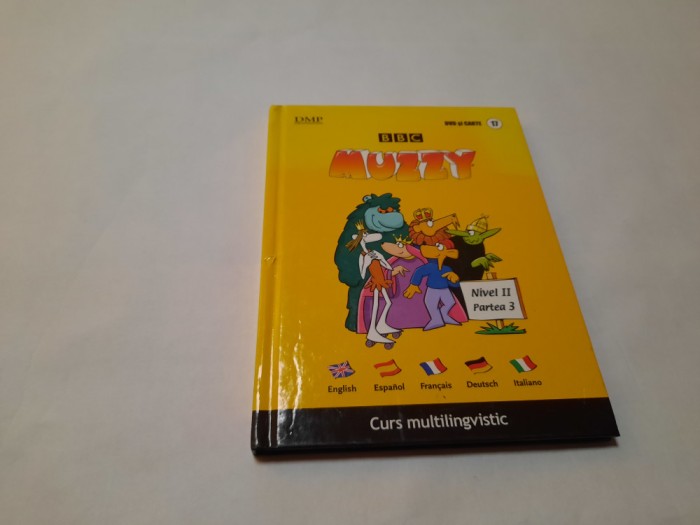 DMP
DVD și CARTE 17
BBC
MUZZY
Nivel II
Partea 3
English Español Français Deutsch Italiano
Curs multilingvistic